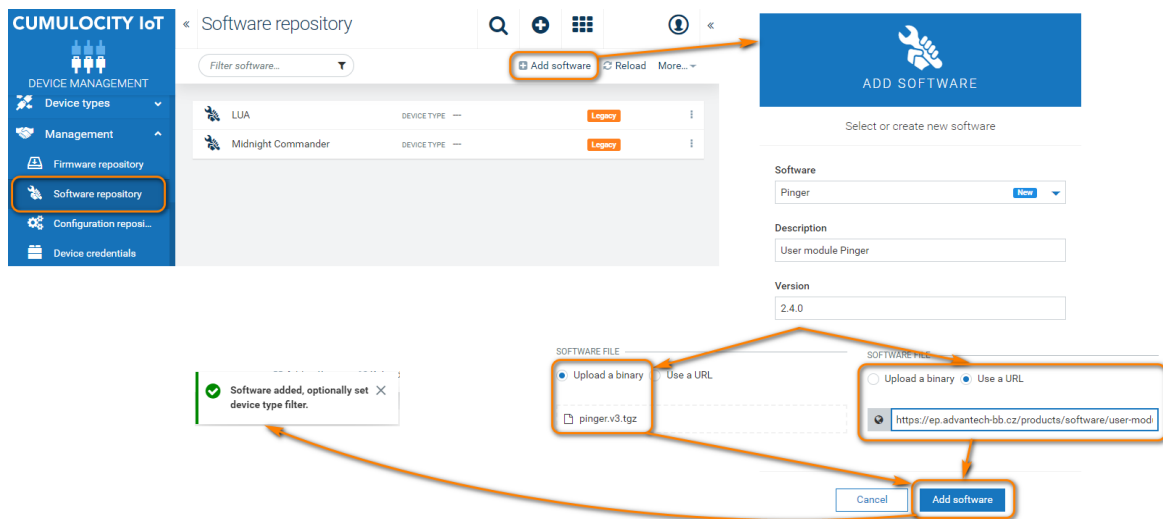 CUMULOCITY IoT
DEVICE MANAGEMENT
Device types
Management
Firmware repository
Software repository
Configuration reposi...
Device credentials
« Software repository
«
Filter software...
Add software
Reload
More...
LUA
DEVICE TYPE —
Legacy
Midnight Commander
DEVICE TYPE —
Legacy
ADD SOFTWARE
Select or create new software
Software
Pinger
New
Description
User module Pinger
Version
2.4.0
SOFTWARE FILE
Upload a binary
Use a URL
pinger.v3.tgz
SOFTWARE FILE
Upload a binary
Use a URL
https://ep.advantech-bb.cz/products/software/user-mod
Cancel
Add software
Software added, optionally set
device type filter.